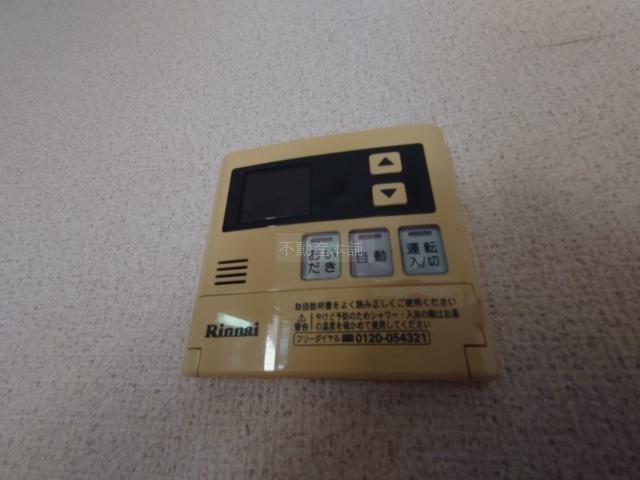 ▲
▼
おいだき
自動
運転
入/切
不動産本舗
取扱説明書をよく読み正しくご使用ください
⚠警告 やけど予防のためシャワー・入浴の際はお湯
の温度を確かめて使用してください
フリーダイヤル 0120-054321
Rinnai